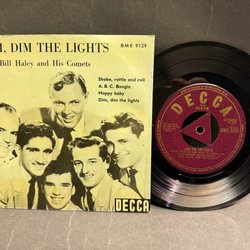 M, DIM THE LIGHTS
BME 9129
Bill Haley and His Comets
Shake, rattle and roll
A. B. C. Boogie
Happy baby
Dim, dim the lights
DECCA
DECCA